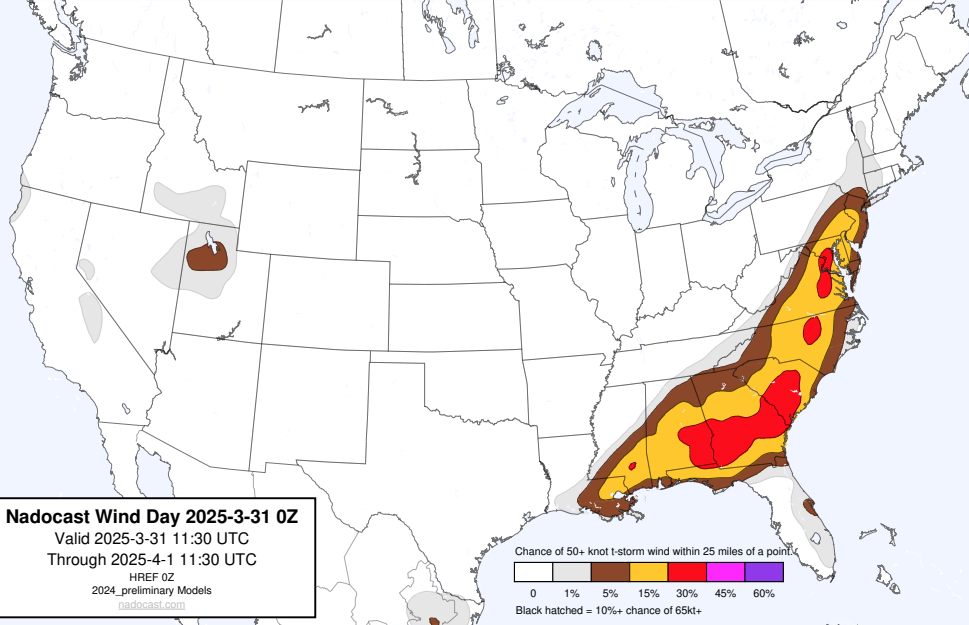 Nadocast Wind Day 2025-3-31 0Z
Valid 2025-3-31 11:30 UTC
Through 2025-4-1 11:30 UTC
HREF 0Z
2024_preliminary Models
nadocast.com
Chance of 50+ knot t-storm wind within 25 miles of a point.
0 1% 5% 15% 30% 45% 60%
Black hatched = 10%+ chance of 65kt+